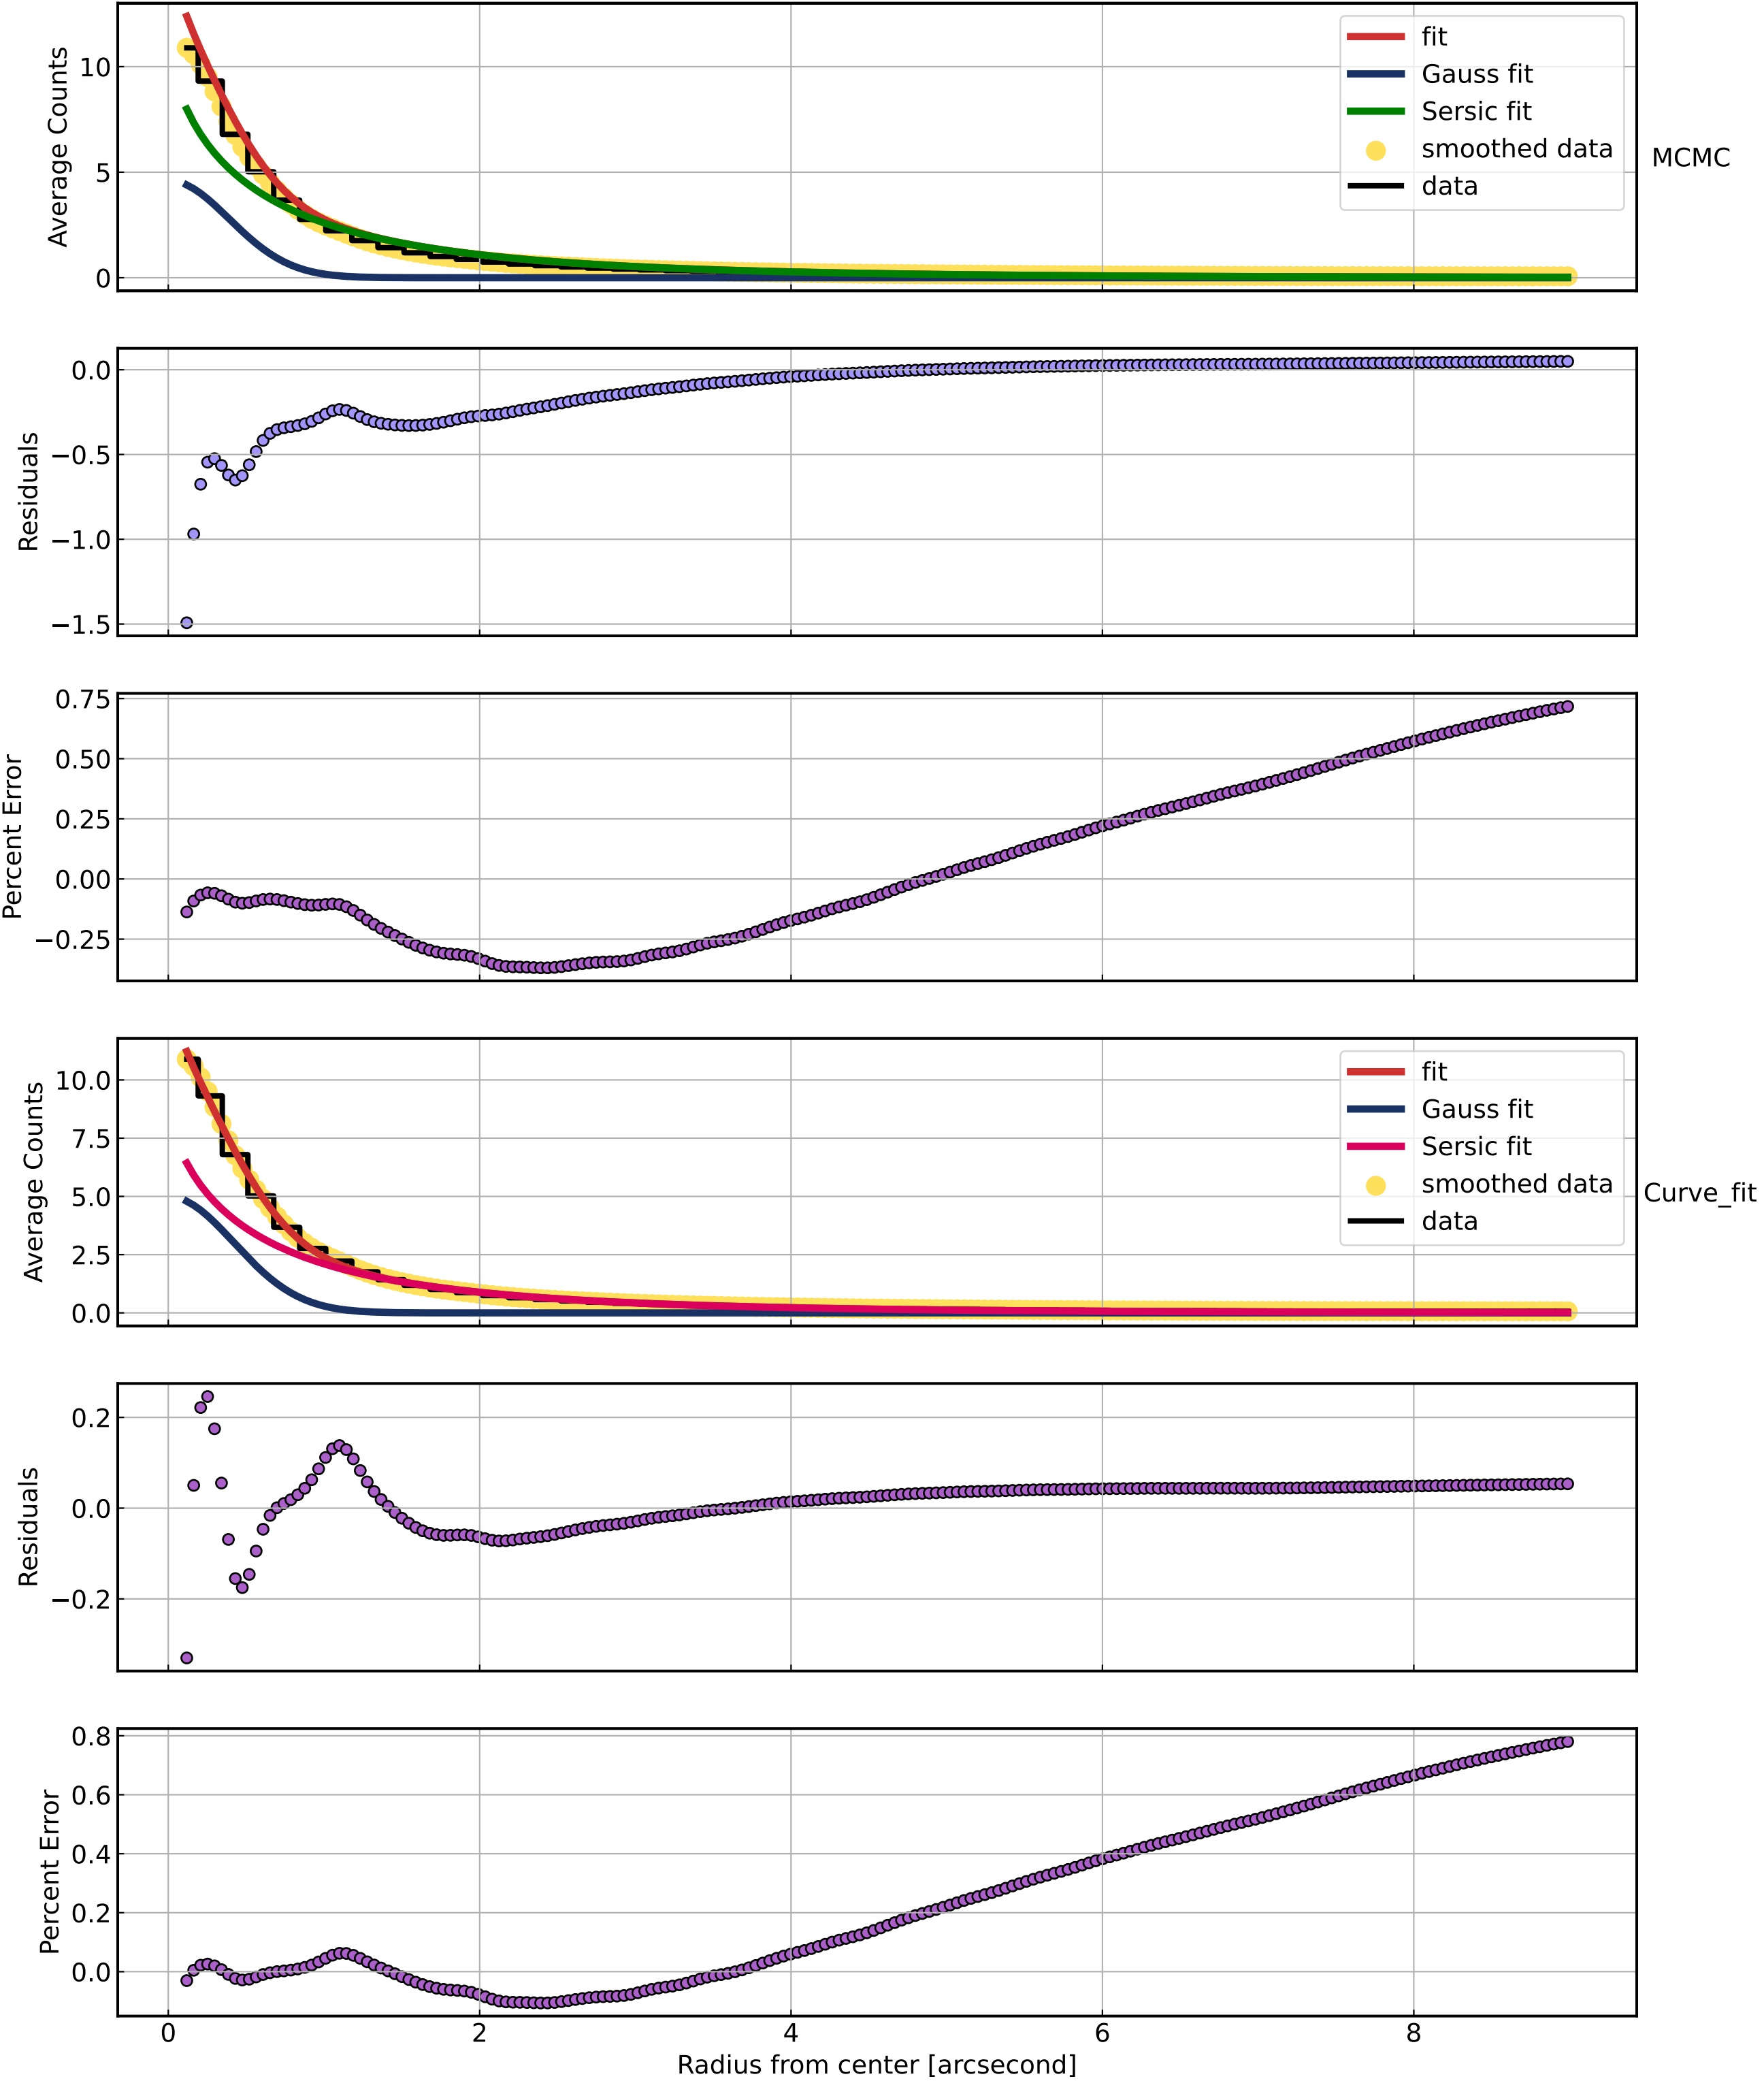 Average Counts
10
5
0
fit
Gauss fit
Sersic fit
smoothed data
data
MCMC
Residuals
0.0
−0.5
−1.0
−1.5
Percent Error
0.75
0.50
0.25
0.00
−0.25
Average Counts
10.0
7.5
5.0
2.5
0.0
fit
Gauss fit
Sersic fit
smoothed data
data
Curve_fit
Residuals
0.2
0.0
−0.2
Percent Error
0.8
0.6
0.4
0.2
0.0
0 2 4 6 8
Radius from center [arcsecond]